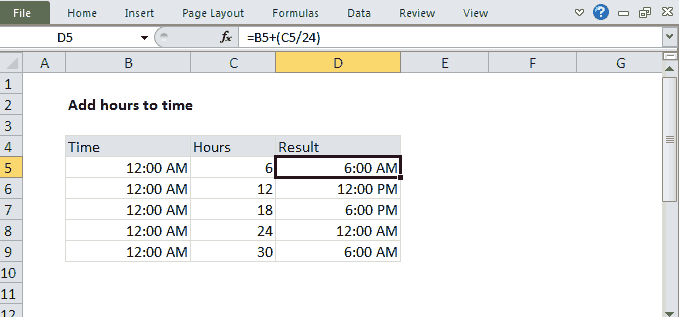 File Home Insert Page Layout Formulas Data Review View ?
D5 fx =B5+(C5/24)
A B C D E F G
1
2 Add hours to time
3
4 Time Hours Result
5 12:00 AM 6 6:00 AM
6 12:00 AM 12 12:00 PM
7 12:00 AM 18 6:00 PM
8 12:00 AM 24 12:00 AM
9 12:00 AM 30 6:00 AM
10
11
12